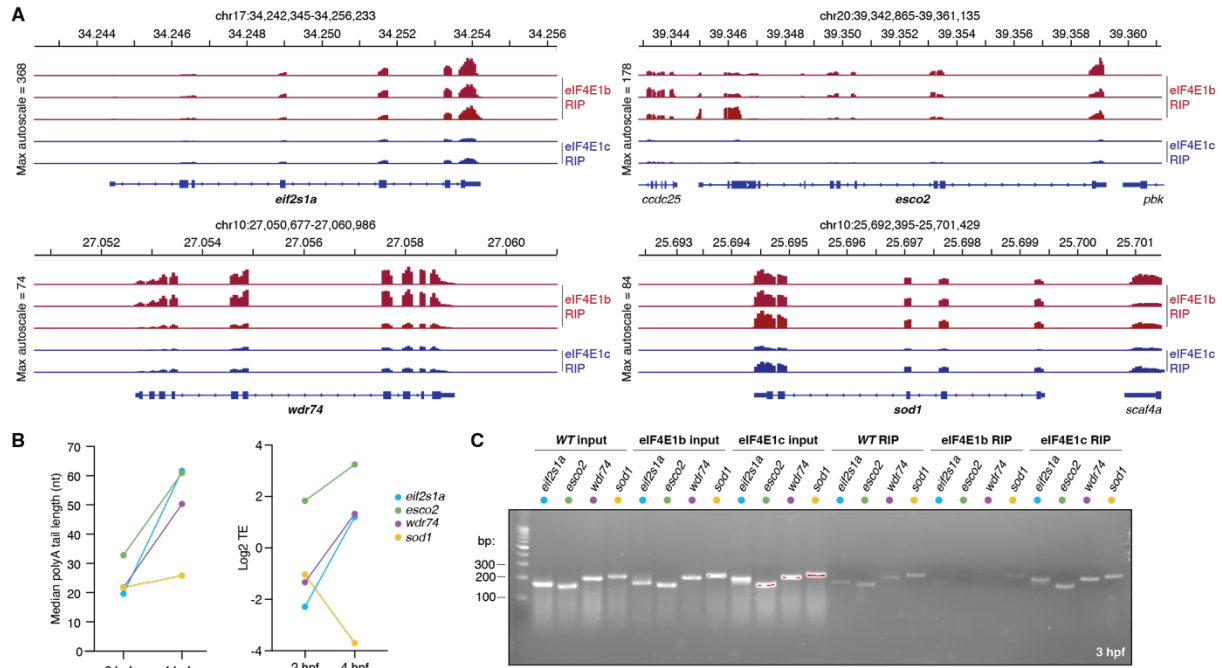 A
chr17:34,242,345-34,256,233
34.244 34.246 34.248 34.250 34.252 34.254 34.256
Max autoscale = 368
eIF4E1b
RIP
eIF4E1c
RIP
eif2s1a
chr20:39,342,865-39,361,135
39.344 39.346 39.348 39.350 39.352 39.354 39.356 39.358 39.360
Max autoscale = 178
eIF4E1b
RIP
eIF4E1c
RIP
ccdc25 esco2 pbk
chr10:27,050,677-27,060,986
27.052 27.054 27.056 27.058 27.060
Max autoscale = 74
eIF4E1b
RIP
eIF4E1c
RIP
wdr74
chr10:25,692,395-25,701,429
25.693 25.694 25.695 25.696 25.697 25.698 25.699 25.700 25.701
Max autoscale = 84
eIF4E1b
RIP
eIF4E1c
RIP
sod1 scaf4a
B
Median polyA tail length (nt)
70
60
50
40
30
20
10
0
Log2 TE
4
2
0
-2
-4
2 hpf 4 hpf
eif2s1a
esco2
wdr74
sod1
C
WT input eIF4E1b input eIF4E1c input WT RIP eIF4E1b RIP eIF4E1c RIP
eif2s1a esco2 wdr74 sod1 eif2s1a esco2 wdr74 sod1 eif2s1a esco2 wdr74 sod1 eif2s1a esco2 wdr74 sod1 eif2s1a esco2 wdr74 sod1 eif2s1a esco2 wdr74 sod1
bp:
300
200
100
3 hpf